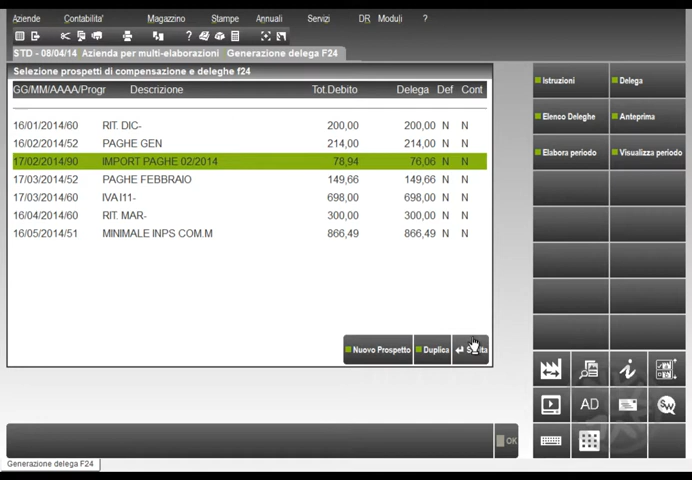 Aziende Contabilita' Magazzino Stampe Annuali Servizi DR Moduli ?
STD - 08/04/14 Azienda per multi-elaborazioni Generazione delega F24
Selezione prospetti di compensazione e deleghe f24
GG/MM/AAAA/Progr Descrizione Tot.Debito Delega Def Cont
16/01/2014/60 RIT. DIC- 200,00 200,00 N N
16/02/2014/52 PAGHE GEN 214,00 214,00 N N
17/02/2014/90 IMPORT PAGHE 02/2014 78,94 76,06 N N
17/03/2014/52 PAGHE FEBBRAIO 149,66 149,66 N N
17/03/2014/60 IVA I11- 698,00 698,00 N N
16/04/2014/60 RIT. MAR- 300,00 300,00 N N
16/05/2014/51 MINIMALE INPS COM.M 866,49 866,49 N N
Nuovo Prospetto Duplica
Istruzioni Delega
Elenco Deleghe Anteprima
Elabora periodo Visualizza periodo
AD
OK
Generazione delega F24